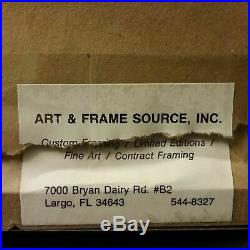 ART & FRAME SOURCE, INC.
Custom Framing / Limited Editions /
Fine Art / Contract Framing
7000 Bryan Dairy Rd. #B2
Largo, FL 34643 544-8327